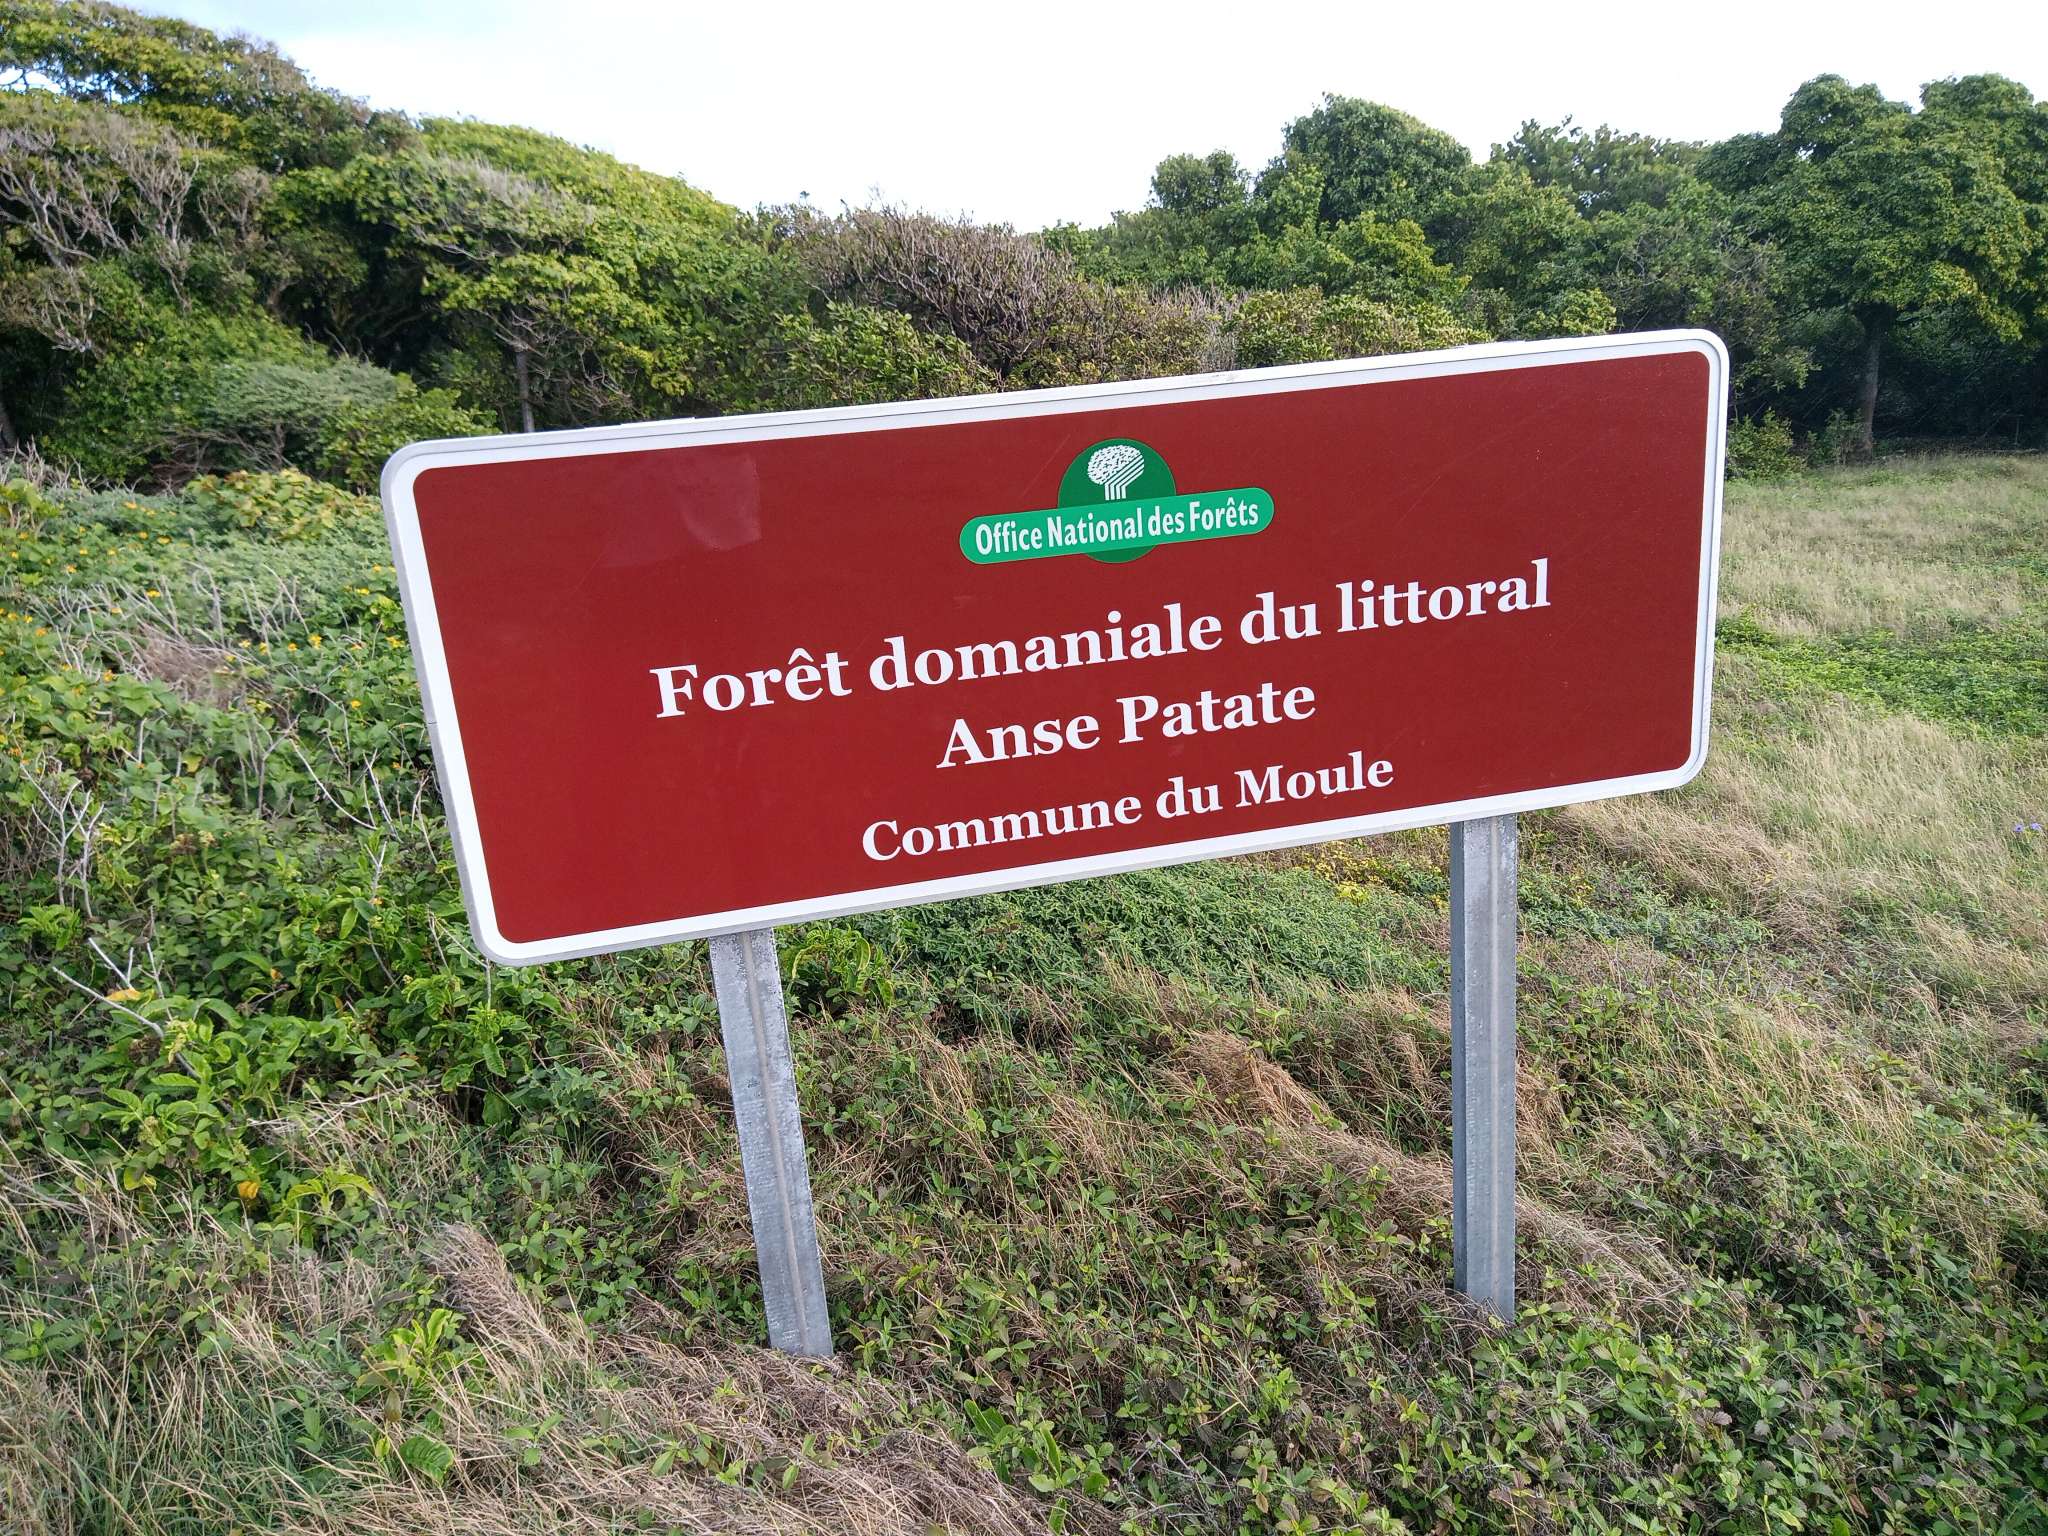 Office National des Forêts
Forêt domaniale du littoral
Anse Patate
Commune du Moule